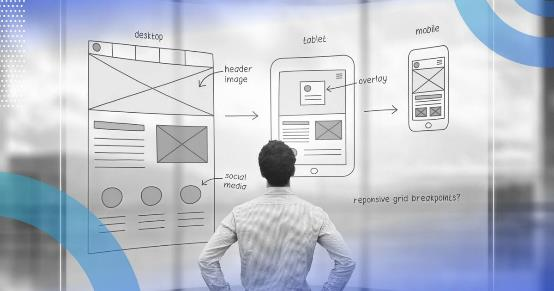 desktop
tablet
mobile
header
image
overlay
social
media
reponsive grid breakpoints?